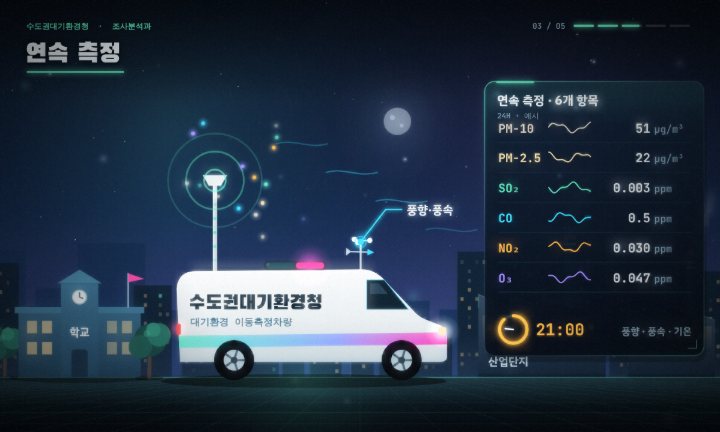 수도권대기환경청 · 조사분석과
03 / 05
연속 측정
연속 측정 · 6개 항목
24H · 예시
PM-10 51 μg/m³
PM-2.5 22 μg/m³
SO₂ 0.003 ppm
CO 0.5 ppm
NO₂ 0.030 ppm
O₃ 0.047 ppm
21:00 풍향 · 풍속 · 기온
풍향·풍속
수도권대기환경청
대기환경 이동측정차량
학교
산업단지